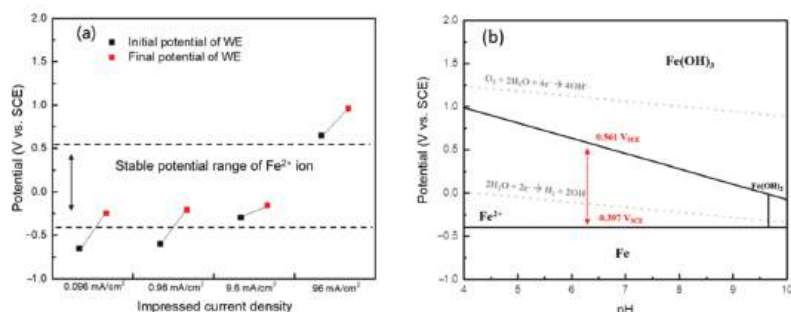 (a)
Initial potential of WE
Final potential of WE
Stable potential range of Fe²⁺ ion
Potential (V vs. SCE)
2.0
1.5
1.0
0.5
0.0
-0.5
-1.0
0.096 mA/cm²
0.96 mA/cm²
9.6 mA/cm²
96 mA/cm²
Impressed current density
(b)
Fe(OH)₃
O₂ + 2H₂O + 4e⁻ → 4OH⁻
0.561 V_SCE
Fe(OH)₂
2H₂O + 2e⁻ → H₂ + 2OH⁻
-0.397 V_SCE
Fe²⁺
Fe
Potential (V vs. SCE)
2.0
1.5
1.0
0.5
0.0
-0.5
-1.0
4
5
6
7
8
9
10
pH